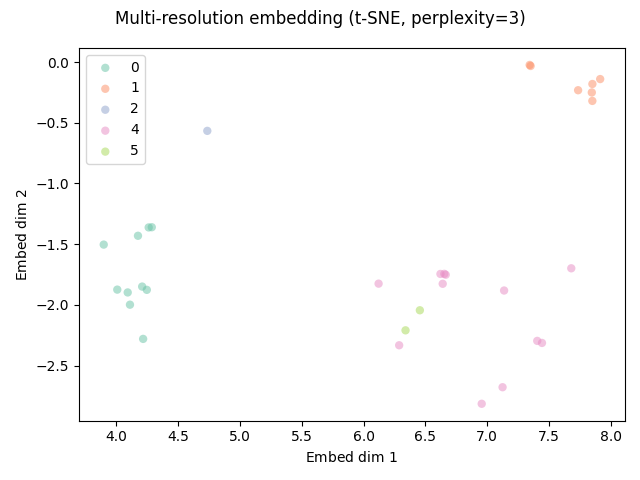 Multi-resolution embedding (t-SNE, perplexity=3)
0
1
2
4
5
0.0
−0.5
−1.0
−1.5
−2.0
−2.5
Embed dim 2
4.0 4.5 5.0 5.5 6.0 6.5 7.0 7.5 8.0
Embed dim 1